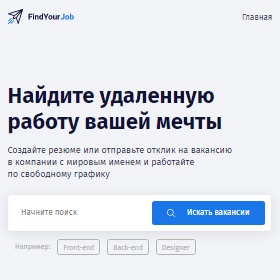 FindYourJob
Главная
Найдите удаленную
работу вашей мечты
Создайте резюме или отправьте отклик на вакансию
в компании с мировым именем и работайте
по свободному графику
Начните поиск
Искать вакансии
Например:
Front-end
Back-end
Designer